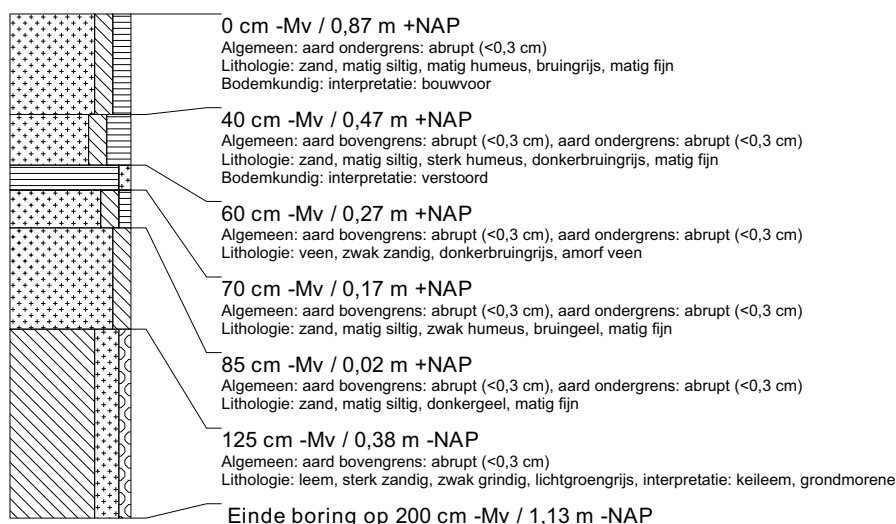 0 cm -Mv / 0,87 m +NAP
Algemeen: aard ondergrens: abrupt (<0,3 cm)
Lithologie: zand, matig siltig, matig humeus, bruingrijs, matig fijn
Bodemkundig: interpretatie: bouwvoor
40 cm -Mv / 0,47 m +NAP
Algemeen: aard bovengrens: abrupt (<0,3 cm), aard ondergrens: abrupt (<0,3 cm)
Lithologie: zand, matig siltig, sterk humeus, donkerbruingrijs, matig fijn
Bodemkundig: interpretatie: verstoord
60 cm -Mv / 0,27 m +NAP
Algemeen: aard bovengrens: abrupt (<0,3 cm), aard ondergrens: abrupt (<0,3 cm)
Lithologie: veen, zwak zandig, donkerbruingrijs, amorf veen
70 cm -Mv / 0,17 m +NAP
Algemeen: aard bovengrens: abrupt (<0,3 cm), aard ondergrens: abrupt (<0,3 cm)
Lithologie: zand, matig siltig, zwak humeus, bruingeel, matig fijn
85 cm -Mv / 0,02 m +NAP
Algemeen: aard bovengrens: abrupt (<0,3 cm), aard ondergrens: abrupt (<0,3 cm)
Lithologie: zand, matig siltig, donkergeel, matig fijn
125 cm -Mv / 0,38 m -NAP
Algemeen: aard bovengrens: abrupt (<0,3 cm)
Lithologie: leem, sterk zandig, zwak grindig, lichtgroengrijs, interpretatie: keileem, grondmorene
Einde boring op 200 cm -Mv / 1,13 m -NAP